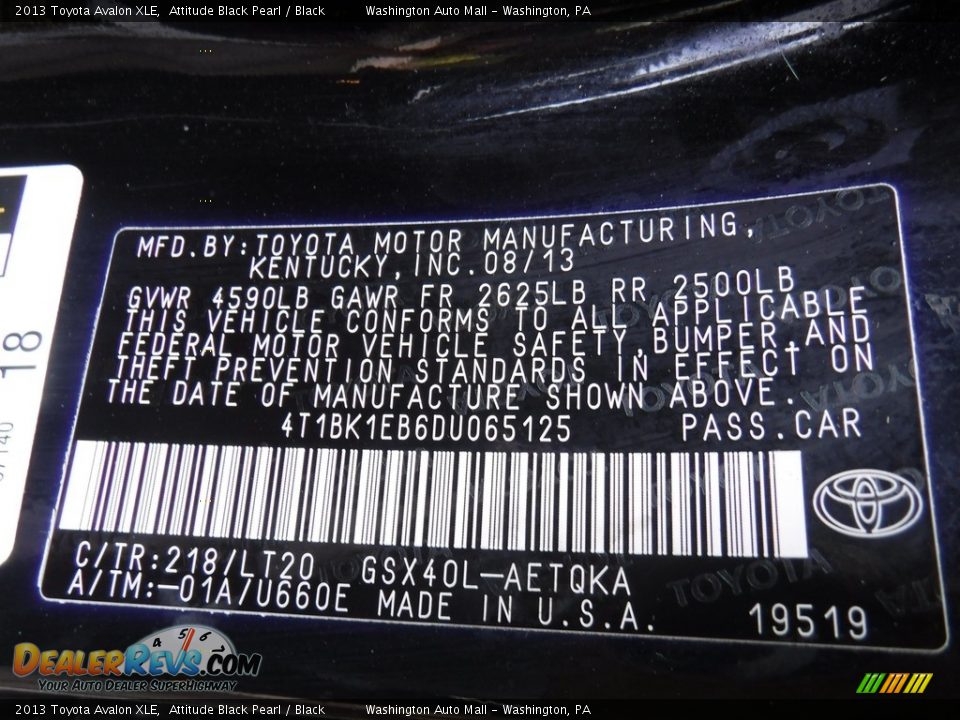 2013 Toyota Avalon XLE, Attitude Black Pearl / Black Washington Auto Mall - Washington, PA
MFD.BY:TOYOTA MOTOR MANUFACTURING,
KENTUCKY,INC.08/13
GVWR 4590LB GAWR FR 2625LB RR 2500LB
THIS VEHICLE CONFORMS TO ALL APPLICABLE
FEDERAL MOTOR VEHICLE SAFETY,BUMPER,AND
THEFT PREVENTION STANDARDS IN EFFECT ON
THE DATE OF MANUFACTURE SHOWN ABOVE.
4T1BK1EB6DU065125 PASS.CAR
C/TR:218/LT20 GSX40L-AETQKA
A/TM:-01A/U660E MADE IN U.S.A. 19519
18
TOYOTA
4 5 6
DEALERREVS.COM
Your Auto Dealer SuperHighway
2013 Toyota Avalon XLE, Attitude Black Pearl / Black Washington Auto Mall - Washington, PA